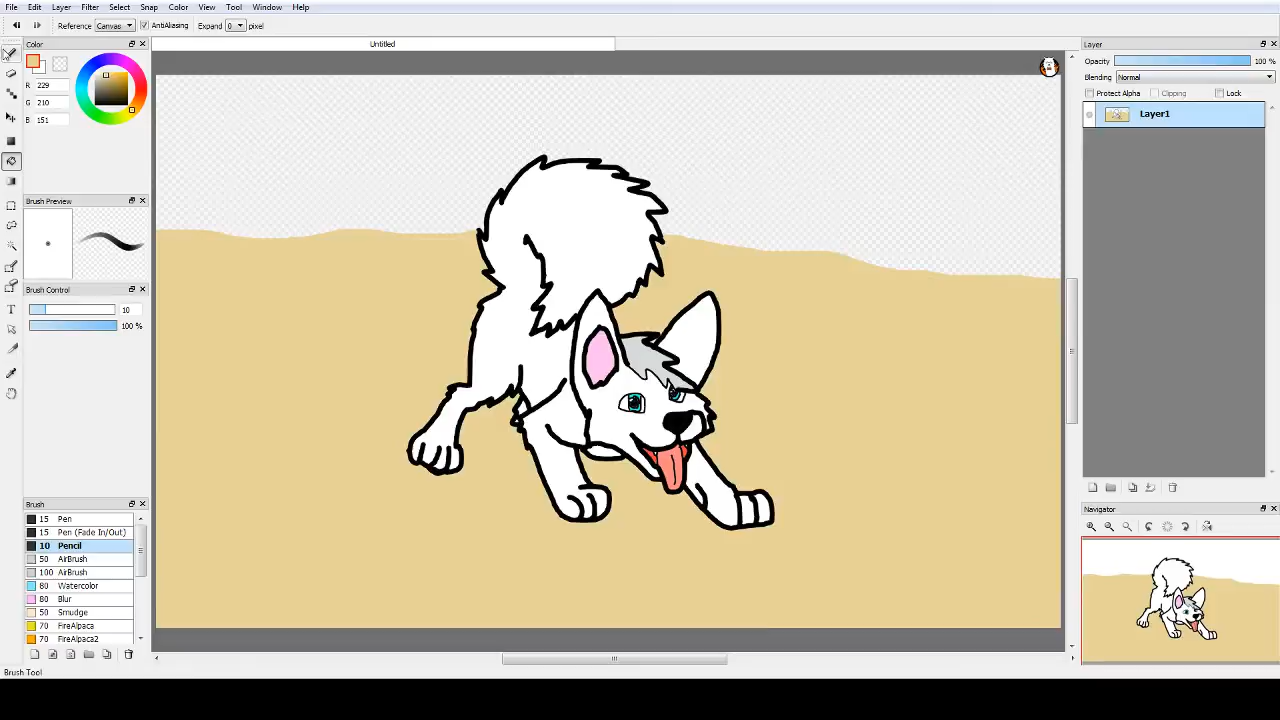 File Edit Layer Filter Select Snap Color View Tool Window Help
Reference Canvas AntiAliasing Expand 0 pixel
Color
Untitled
Layer
R 229
G 210
B 151
Opacity 100 %
Blending Normal
Protect Alpha Clipping Lock
Layer1
Brush Preview
Brush Control
10
100 %
T
Brush
15 Pen
15 Pen (Fade In/Out)
10 Pencil
50 AirBrush
100 AirBrush
80 Watercolor
80 Blur
50 Smudge
70 FireAlpaca
70 FireAlpaca2
Navigator
Brush Tool